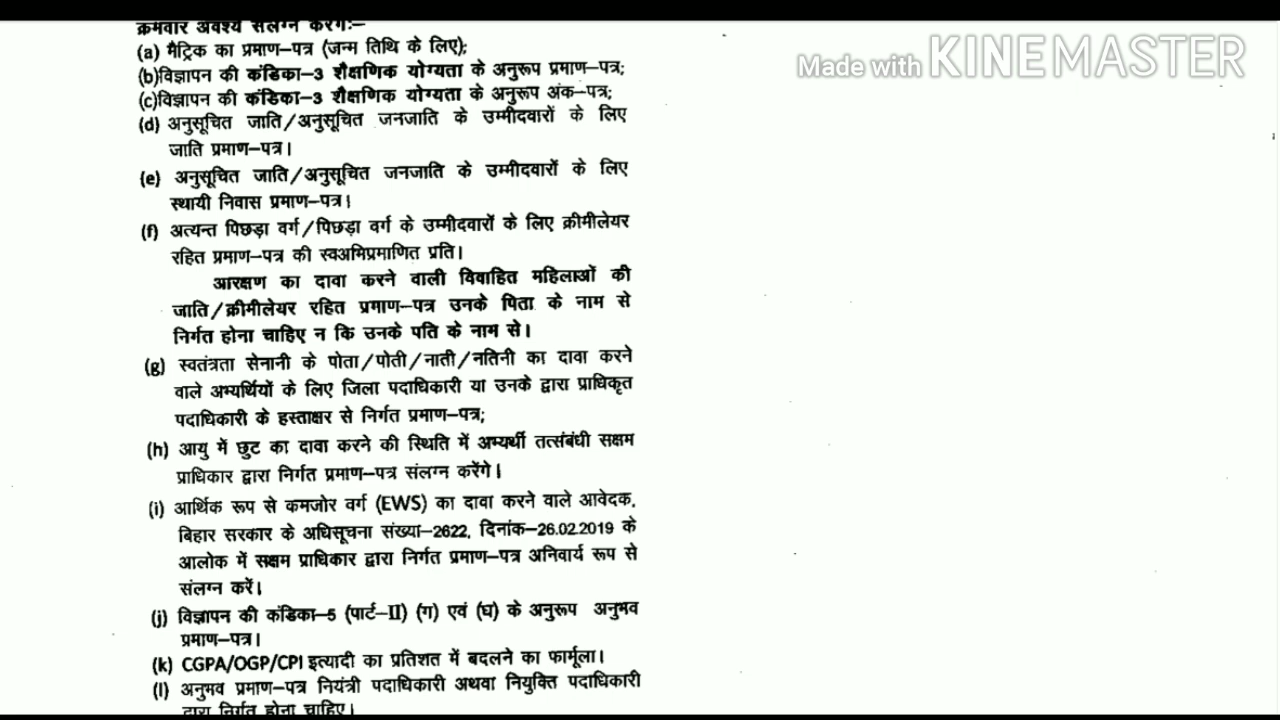 क्रमवार अवश्य संलग्न करेंगे:–
(a) मैट्रिक का प्रमाण–पत्र (जन्म तिथि के लिए);
(b)विज्ञापन की कंडिका–3 शैक्षणिक योग्यता के अनुरूप प्रमाण–पत्र;
(c)विज्ञापन की कंडिका–3 शैक्षणिक योग्यता के अनुरूप अंक–पत्र;
(d) अनुसूचित जाति/अनुसूचित जनजाति के उम्मीदवारों के लिए
जाति प्रमाण–पत्र।
(e) अनुसूचित जाति/अनुसूचित जनजाति के उम्मीदवारों के लिए
स्थायी निवास प्रमाण–पत्र।
(f) अत्यन्त पिछड़ा वर्ग/पिछड़ा वर्ग के उम्मीदवारों के लिए क्रीमीलेयर
रहित प्रमाण–पत्र की स्वअभिप्रमाणित प्रति।
आरक्षण का दावा करने वाली विवाहित महिलाओं की
जाति/क्रीमीलेयर रहित प्रमाण–पत्र उनके पिता के नाम से
निर्गत होना चाहिए न कि उनके पति के नाम से।
(g) स्वतंत्रता सेनानी के पोता/पोती/नाती/नतिनी का दावा करने
वाले अभ्यर्थियों के लिए जिला पदाधिकारी या उनके द्वारा प्राधिकृत
पदाधिकारी के हस्ताक्षर से निर्गत प्रमाण–पत्र;
(h) आयु में छुट का दावा करने की स्थिति में अभ्यर्थी तत्संबंधी सक्षम
प्राधिकार द्वारा निर्गत प्रमाण–पत्र संलग्न करेंगे।
(i) आर्थिक रूप से कमजोर वर्ग (EWS) का दावा करने वाले आवेदक,
बिहार सरकार के अधिसूचना संख्या–2622, दिनांक–26.02.2019 के
आलोक में सक्षम प्राधिकार द्वारा निर्गत प्रमाण–पत्र अनिवार्य रूप से
संलग्न करें।
(j) विज्ञापन की कंडिका–5 (पार्ट–II) (ग) एवं (घ) के अनुरूप अनुभव
प्रमाण–पत्र।
(k) CGPA/OGP/CPI इत्यादी का प्रतिशत में बदलने का फार्मूला।
(l) अनुभव प्रमाण–पत्र नियंत्री पदाधिकारी अथवा नियुक्ति पदाधिकारी
द्वारा निर्गत होना चाहिए।
Made with KINEMASTER